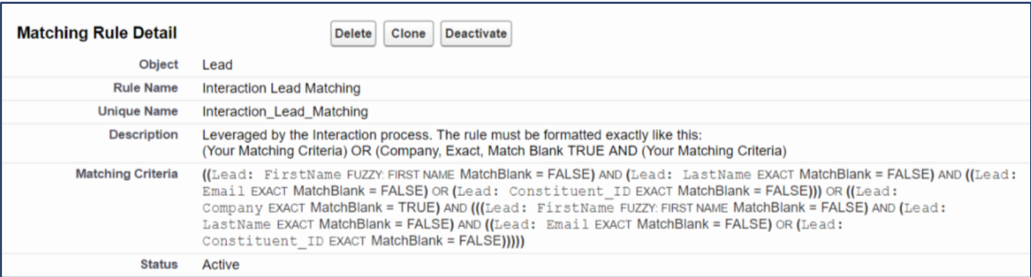 Matching Rule Detail Delete Clone Deactivate
Object Lead
Rule Name Interaction Lead Matching
Unique Name Interaction_Lead_Matching
Description Leveraged by the Interaction process. The rule must be formatted exactly like this:
(Your Matching Criteria) OR (Company, Exact, Match Blank TRUE AND (Your Matching Criteria)
Matching Criteria ((Lead: FirstName FUZZY: FIRST NAME MatchBlank = FALSE) AND (Lead: LastName EXACT MatchBlank = FALSE) AND ((Lead:
Email EXACT MatchBlank = FALSE) OR (Lead: Constituent_ID EXACT MatchBlank = FALSE))) OR ((Lead:
Company EXACT MatchBlank = TRUE) AND (((Lead: FirstName FUZZY: FIRST NAME MatchBlank = FALSE) AND (Lead:
LastName EXACT MatchBlank = FALSE) AND ((Lead: Email EXACT MatchBlank = FALSE) OR (Lead:
Constituent_ID EXACT MatchBlank = FALSE)))))
Status Active